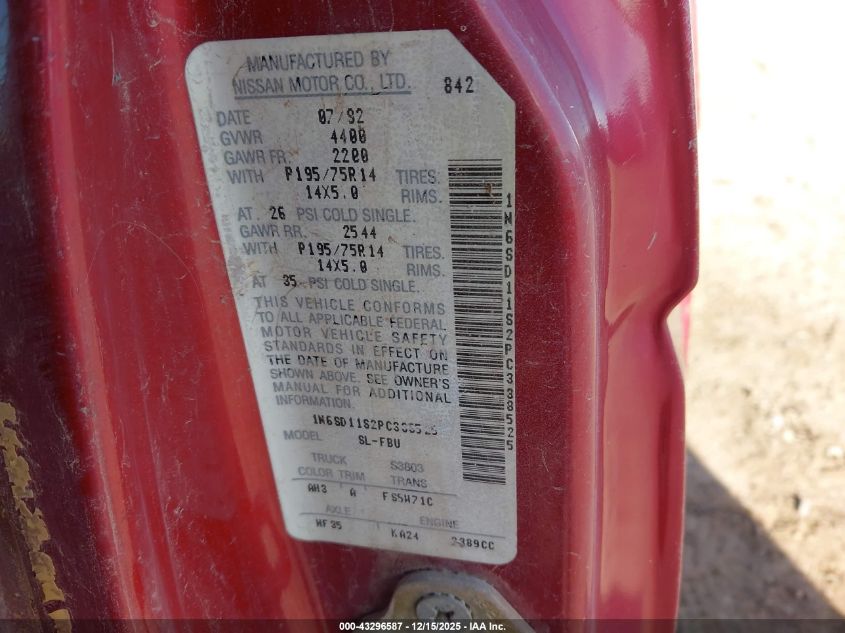 MANUFACTURED BY
NISSAN MOTOR CO., LTD. 842
DATE 07/92
GVWR 4400
GAWR FR. 2200
WITH P195/75R14 TIRES.
14X5.0 RIMS.
AT 26 PSI COLD SINGLE.
GAWR RR. 2544
WITH P195/75R14 TIRES.
14X5.0 RIMS.
AT 35 PSI COLD SINGLE.
THIS VEHICLE CONFORMS
TO ALL APPLICABLE FEDERAL
MOTOR VEHICLE SAFETY
STANDARDS IN EFFECT ON
THE DATE OF MANUFACTURE
SHOWN ABOVE. SEE OWNER'S
MANUAL FOR ADDITIONAL
INFORMATION.
1N6SD11S2PC338525
MODEL SL-FBU
TRUCK S3803
COLOR TRIM TRANS
AH3 A FS5W71C
AXLE ENGINE
HF35 KA24 2389CC
1N6SD11S2PC338525
000-43296587 - 12/15/2025 - IAA Inc.